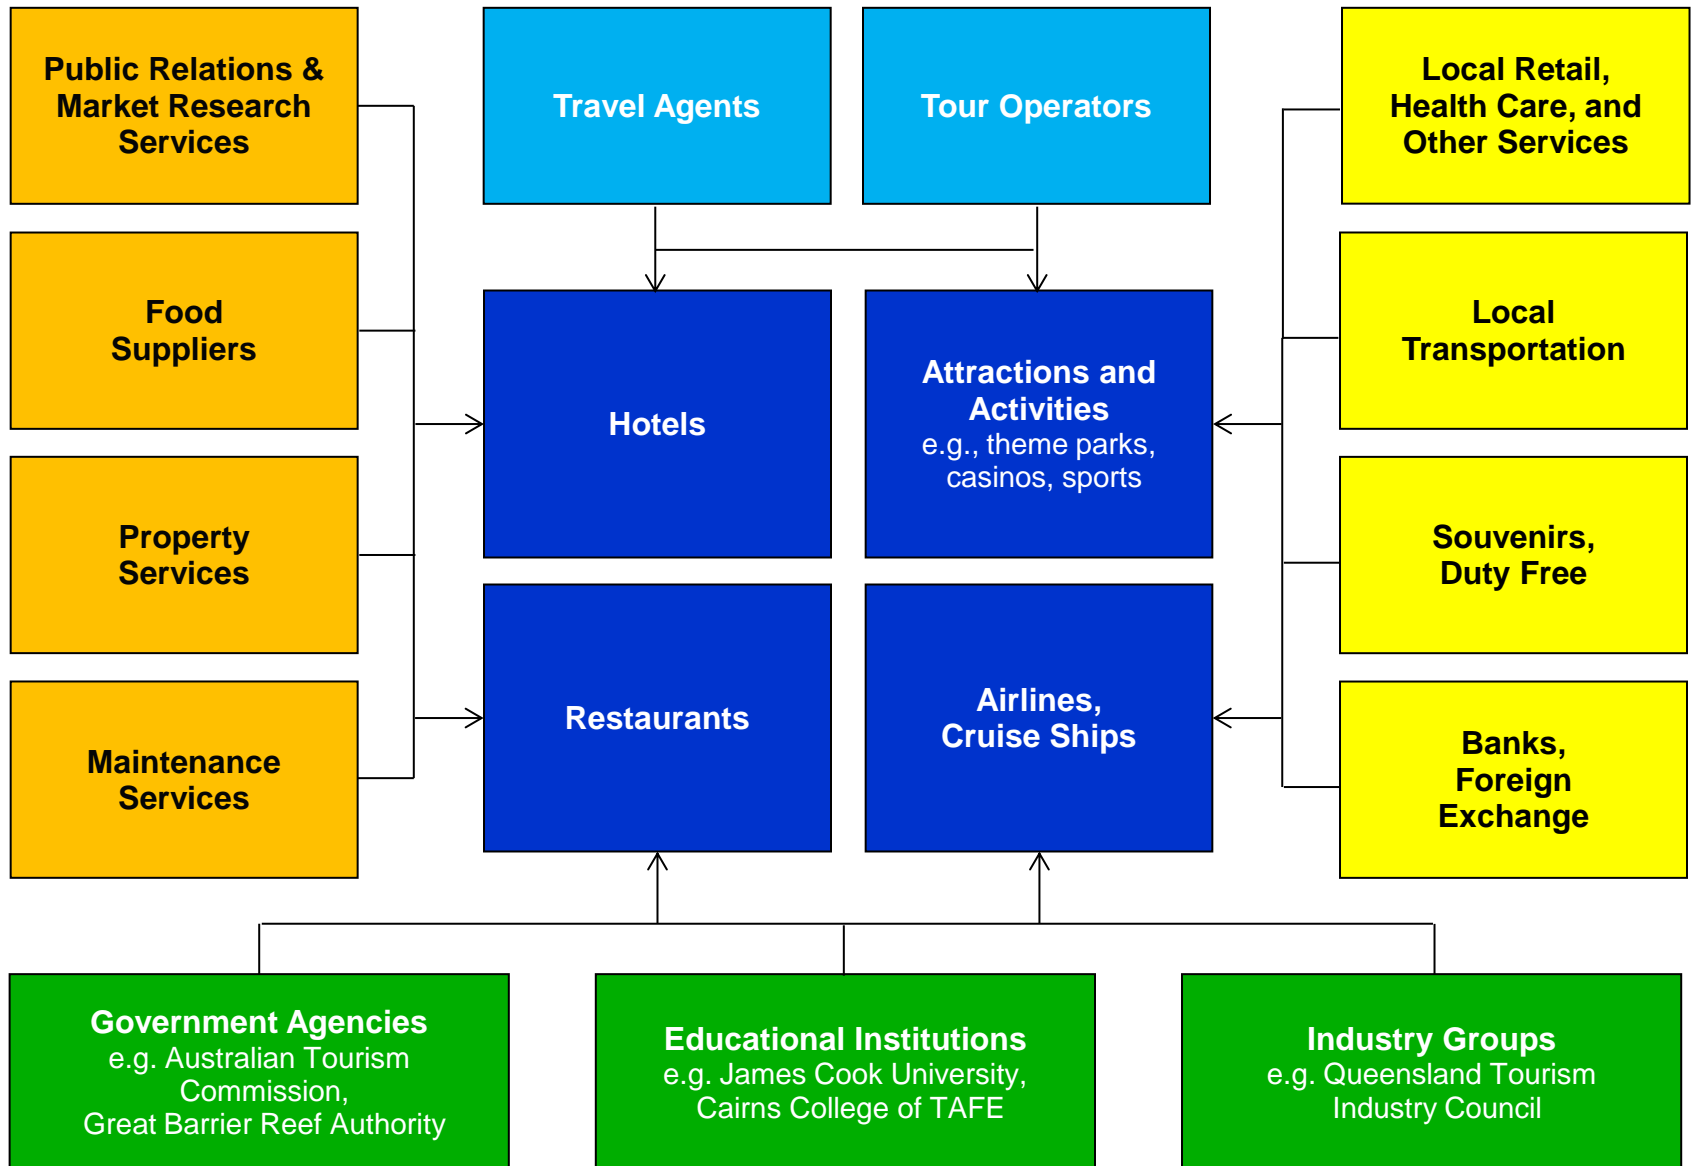 Public Relations &
Market Research
Services
Travel Agents
Tour Operators
Local Retail,
Health Care, and
Other Services
Food
Suppliers
Hotels
Attractions and
Activities
e.g., theme parks,
casinos, sports
Local
Transportation
Property
Services
Souvenirs,
Duty Free
Maintenance
Services
Restaurants
Airlines,
Cruise Ships
Banks,
Foreign
Exchange
Government Agencies
e.g. Australian Tourism
Commission,
Great Barrier Reef Authority
Educational Institutions
e.g. James Cook University,
Cairns College of TAFE
Industry Groups
e.g. Queensland Tourism
Industry Council